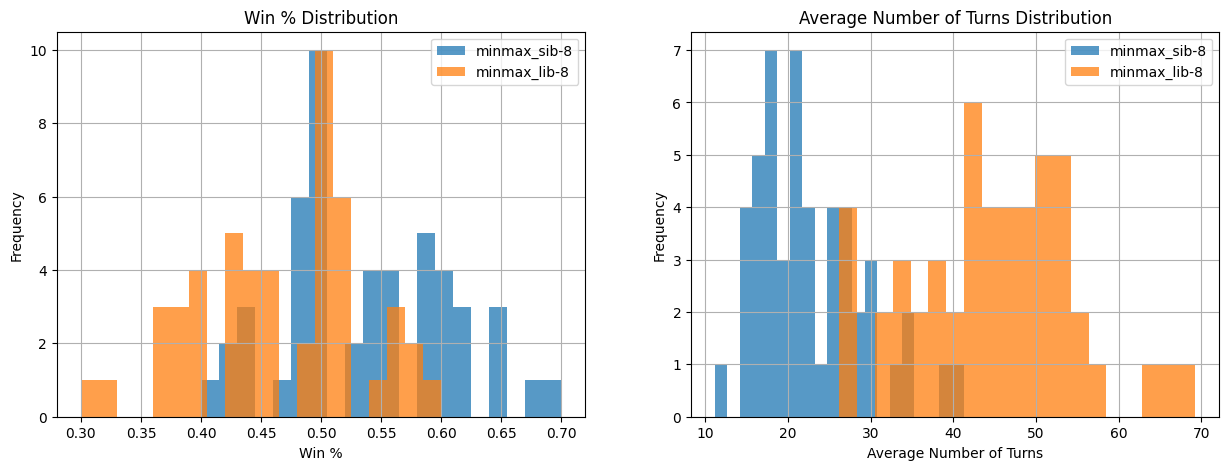 Win % Distribution
minmax_sib-8
minmax_lib-8
Frequency
10
8
6
4
2
0
0.30 0.35 0.40 0.45 0.50 0.55 0.60 0.65 0.70
Win %
Average Number of Turns Distribution
minmax_sib-8
minmax_lib-8
Frequency
7
6
5
4
3
2
1
0
10 20 30 40 50 60 70
Average Number of Turns